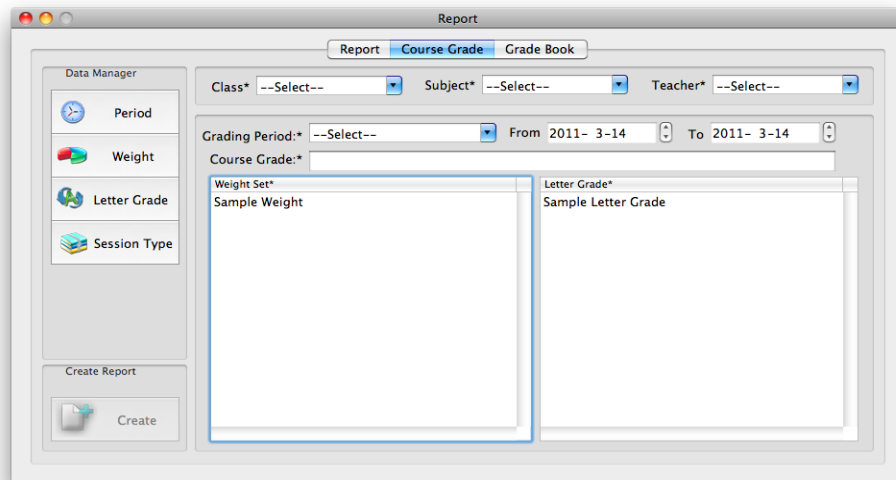 Report
Report Course Grade Grade Book
Data Manager
Period
Weight
Letter Grade
Session Type
Create Report
Create
Class* --Select-- Subject* --Select-- Teacher* --Select--
Grading Period:* --Select-- From 2011- 3-14 To 2011- 3-14
Course Grade:*
Weight Set*
Sample Weight
Letter Grade*
Sample Letter Grade